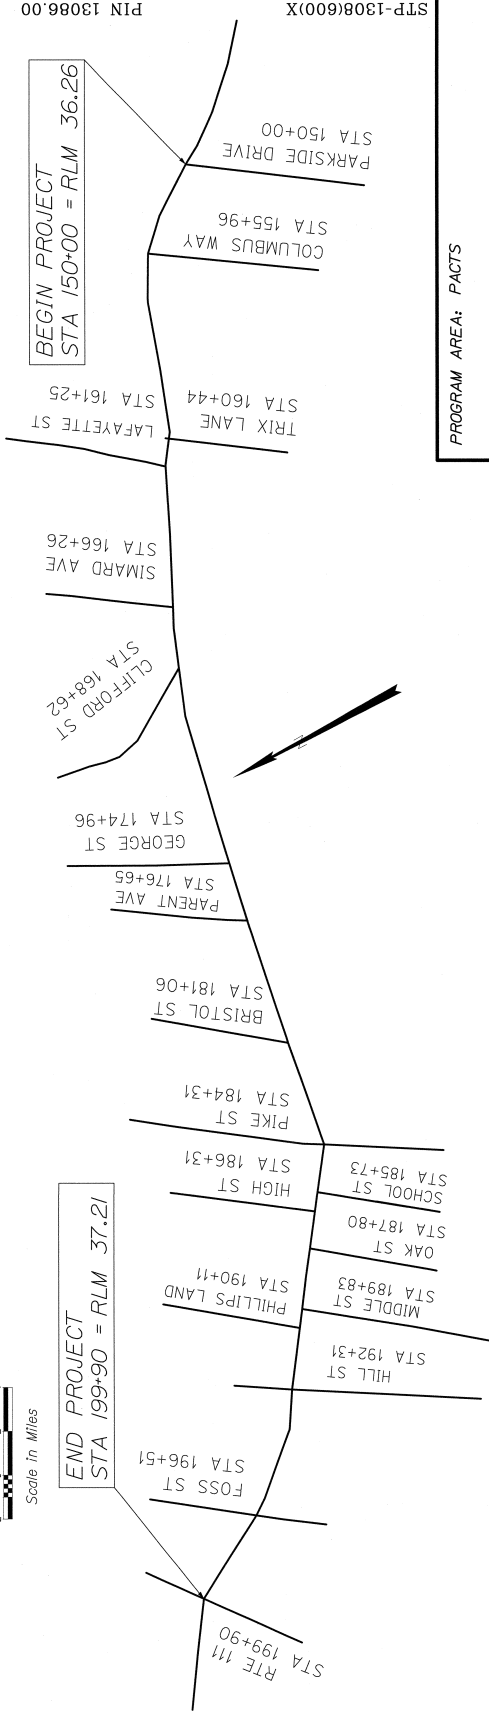 STP-1308(600)X
PIN 13086.00
BEGIN PROJECT
STA 150+00 = RLM 36.26
PARKSIDE DRIVE
STA 150+00
COLUMBUS WAY
STA 155+96
PROGRAM AREA: PACTS
TRIX LANE
STA 160+44
LAFAYETTE ST
STA 161+25
SIMARD AVE
STA 166+26
CLIFFORD ST
STA 168+62
N
GEORGE ST
STA 174+96
PARENT AVE
STA 176+65
BRISTOL ST
STA 181+06
PIKE ST
STA 184+31
SCHOOL ST
STA 185+73
HIGH ST
STA 186+31
OAK ST
STA 187+80
MIDDLE ST
STA 189+83
PHILLIPS LAND
STA 190+11
HILL ST
STA 192+31
FOSS ST
STA 196+51
END PROJECT
STA 199+90 = RLM 37.21
RTE 111
STA 199+90
Scale in Miles